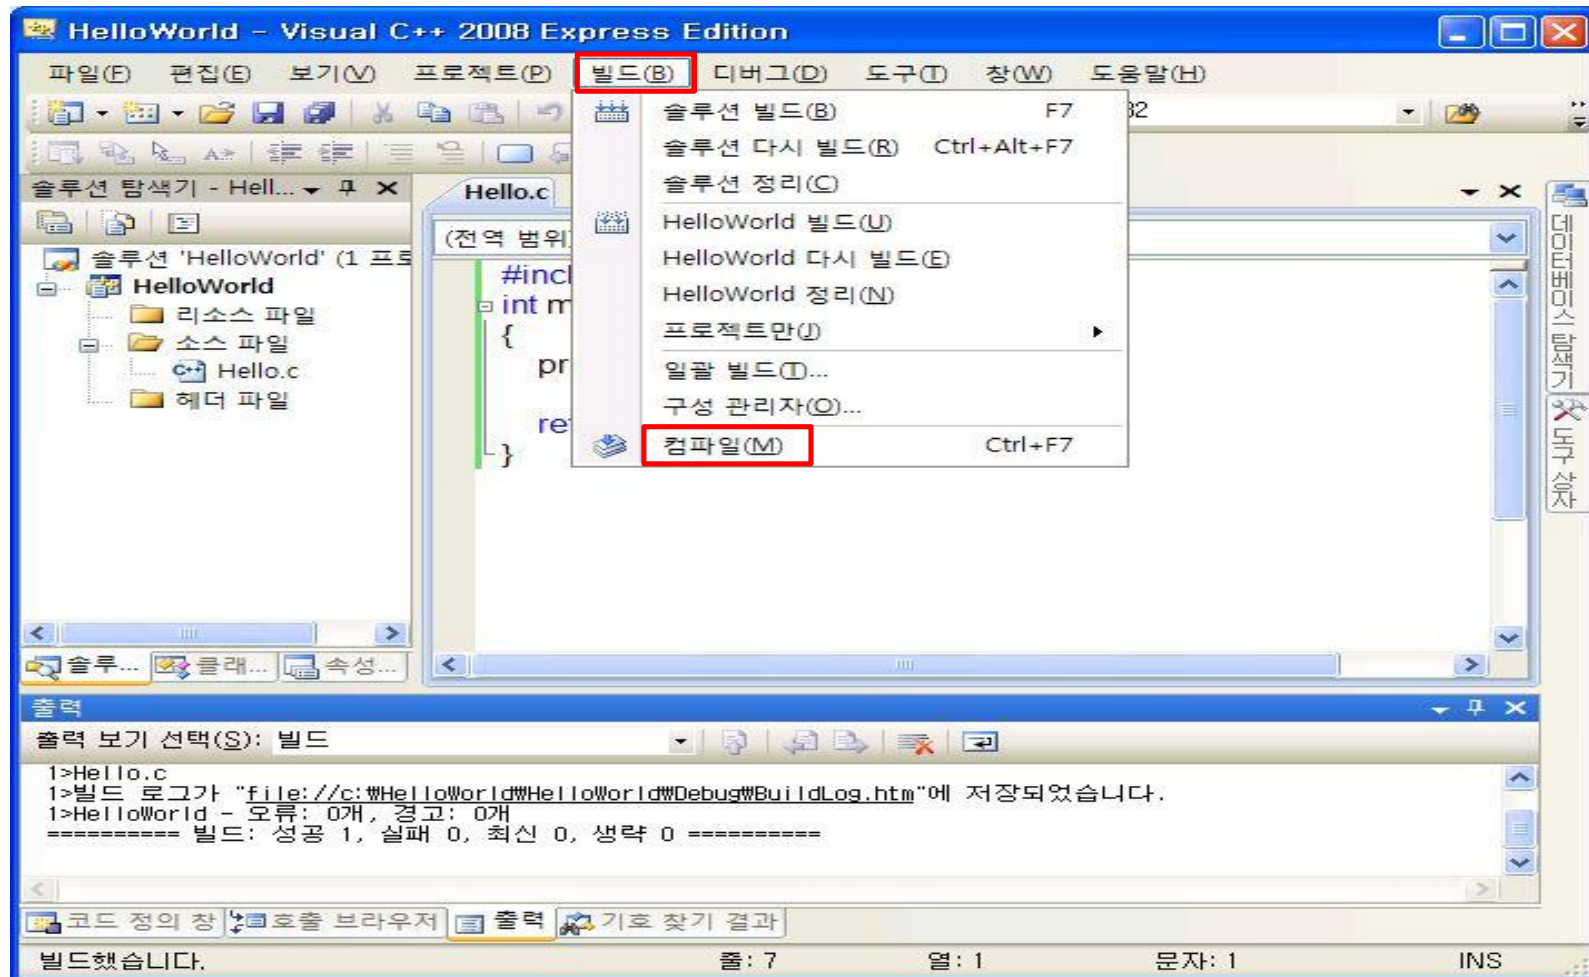 HelloWorld - Visual C++ 2008 Express Edition
파일(F) 편집(E) 보기(V) 프로젝트(P) 빌드(B) 디버그(D) 도구(T) 창(W) 도움말(H)
솔루션 빌드(B) F7
솔루션 다시 빌드(R) Ctrl+Alt+F7
솔루션 정리(C)
HelloWorld 빌드(U)
HelloWorld 다시 빌드(E)
HelloWorld 정리(N)
프로젝트만(J)
일괄 빌드(T)...
구성 관리자(O)...
컴파일(M) Ctrl+F7
32
솔루션 탐색기 - Hell...
솔루션 'HelloWorld' (1 프로
HelloWorld
리소스 파일
소스 파일
Hello.c
헤더 파일
솔루... 클래... 속성...
Hello.c
(전역 범위)
#incl
int m
{
pr
re
}
데이터베이스 탐색기
도구 상자
출력
출력 보기 선택(S): 빌드
1>Hello.c
1>빌드 로그가 "file://c:₩HelloWorld₩HelloWorld₩Debug₩BuildLog.htm"에 저장되었습니다.
1>HelloWorld - 오류: 0개, 경고: 0개
========== 빌드: 성공 1, 실패 0, 최신 0, 생략 0 ==========
코드 정의 창 호출 브라우저 출력 기호 찾기 결과
빌드했습니다. 줄: 7 열: 1 문자: 1 INS